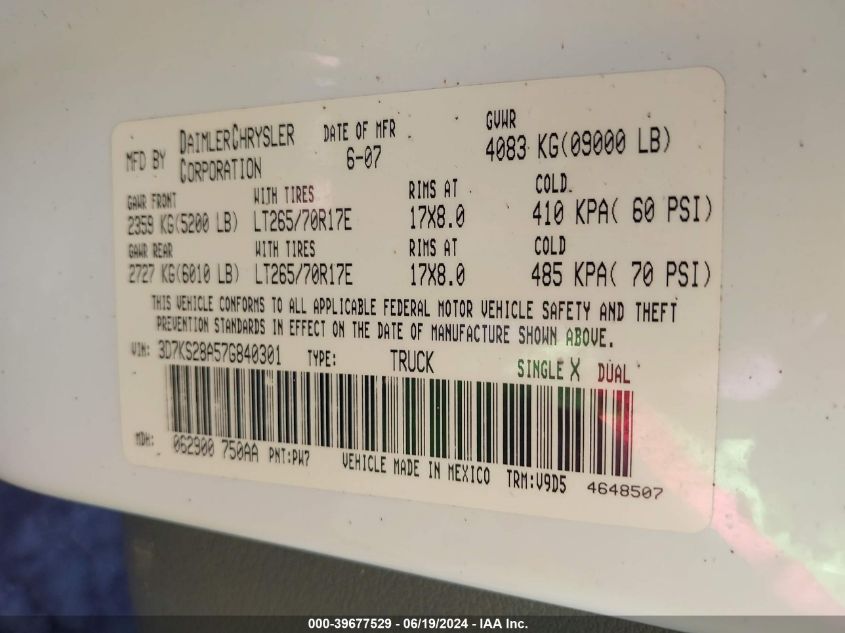 MFD BY DAIMLERCHRYSLER CORPORATION DATE OF MFR 6-07 GVWR 4083 KG(09000 LB)
GAWR FRONT WITH TIRES RIMS AT COLD
2359 KG(5200 LB) LT265/70R17E 17X8.0 410 KPA( 60 PSI)
GAWR REAR WITH TIRES RIMS AT COLD
2727 KG(6010 LB) LT265/70R17E 17X8.0 485 KPA( 70 PSI)
THIS VEHICLE CONFORMS TO ALL APPLICABLE FEDERAL MOTOR VEHICLE SAFETY AND THEFT
PREVENTION STANDARDS IN EFFECT ON THE DATE OF MANUFACTURE SHOWN ABOVE.
VIN: 3D7KS28A57G840301 TYPE: TRUCK SINGLE X DUAL
MDH: 062900 750AA PNT:PW7 VEHICLE MADE IN MEXICO TRM:V9D5 4648507
000-39677529 - 06/19/2024 - IAA Inc.